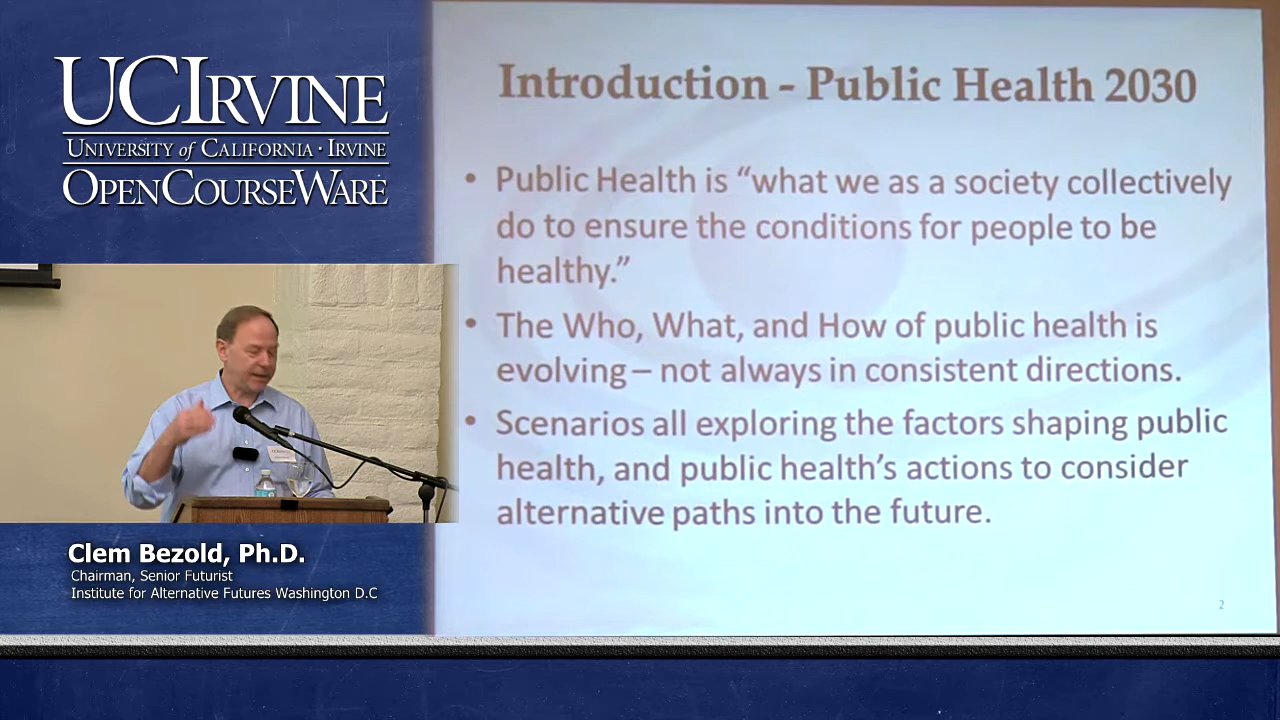 UCIRVINE
UNIVERSITY of CALIFORNIA · IRVINE
OPENCOURSEWARE
Introduction - Public Health 2030
• Public Health is “what we as a society collectively
do to ensure the conditions for people to be
healthy.”
• The Who, What, and How of public health is
evolving – not always in consistent directions.
• Scenarios all exploring the factors shaping public
health, and public health’s actions to consider
alternative paths into the future.
2
Clem Bezold, Ph.D.
Chairman, Senior Futurist
Institute for Alternative Futures Washington D.C